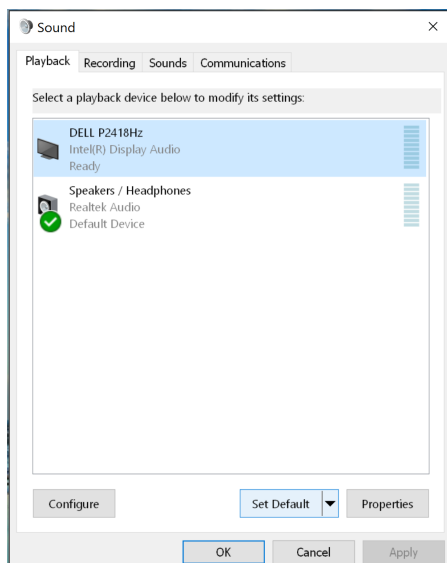 Sound
Playback Recording Sounds Communications
Select a playback device below to modify its settings:
DELL P2418Hz
Intel(R) Display Audio
Ready
Speakers / Headphones
Realtek Audio
Default Device
Configure Set Default Properties
OK Cancel Apply